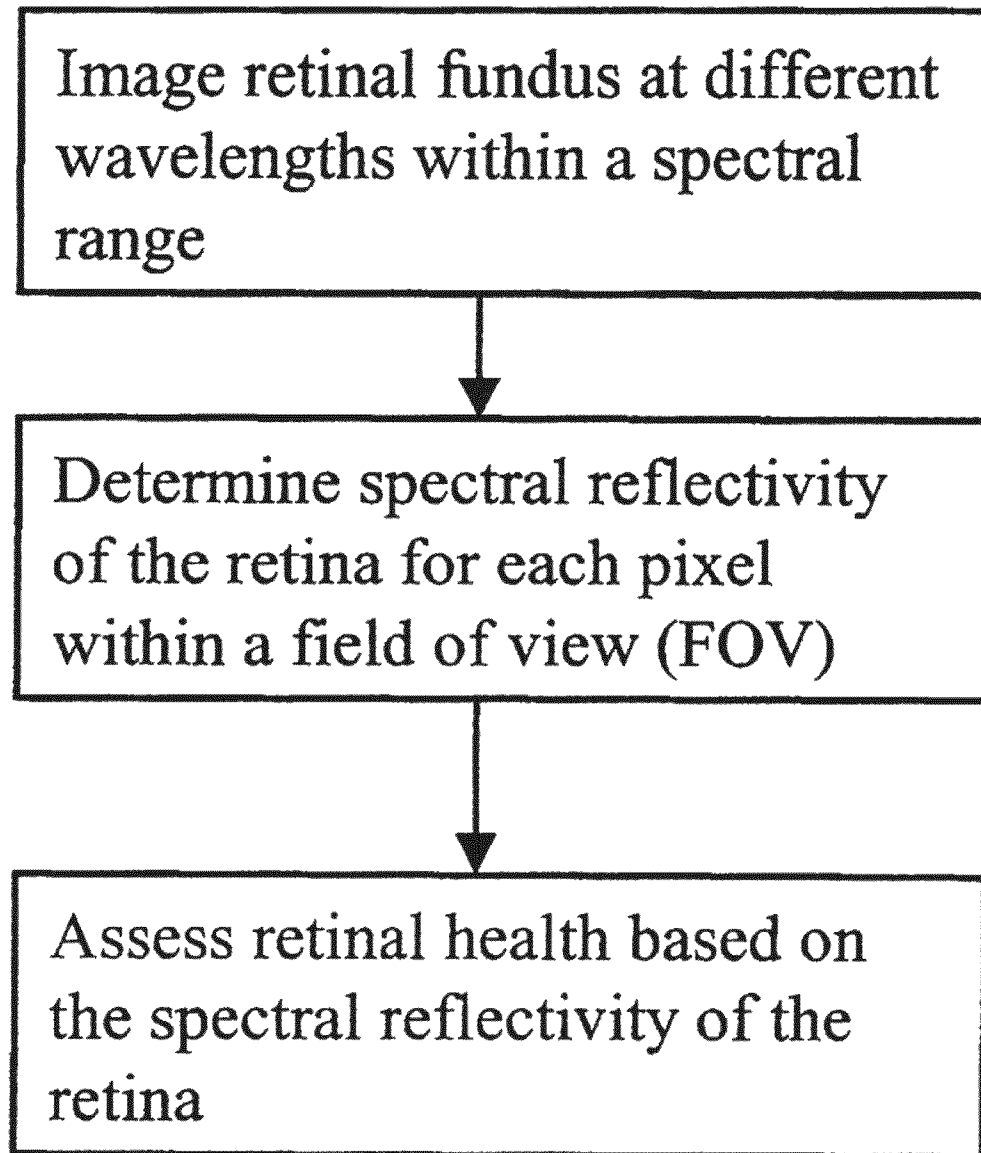 Image retinal fundus at different
wavelengths within a spectral
range
Determine spectral reflectivity
of the retina for each pixel
within a field of view (FOV)
Assess retinal health based on
the spectral reflectivity of the
retina